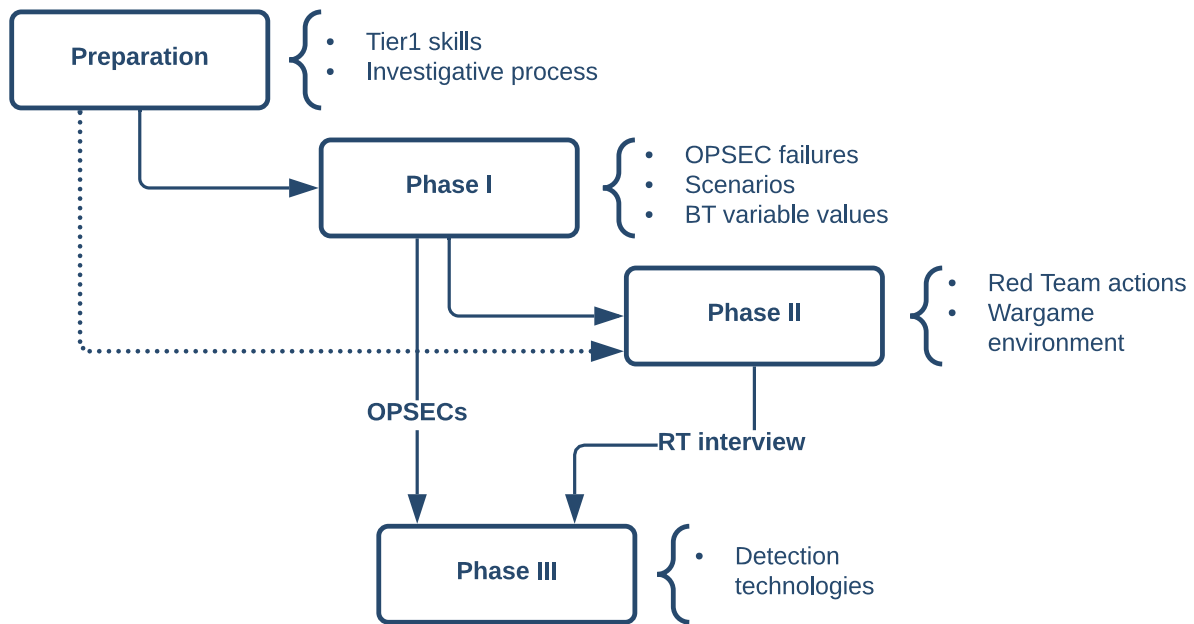 Preparation
• Tier1 skills
• Investigative process
Phase I
• OPSEC failures
• Scenarios
• BT variable values
Phase II
• Red Team actions
• Wargame
environment
OPSECs
RT interview
Phase III
• Detection
technologies